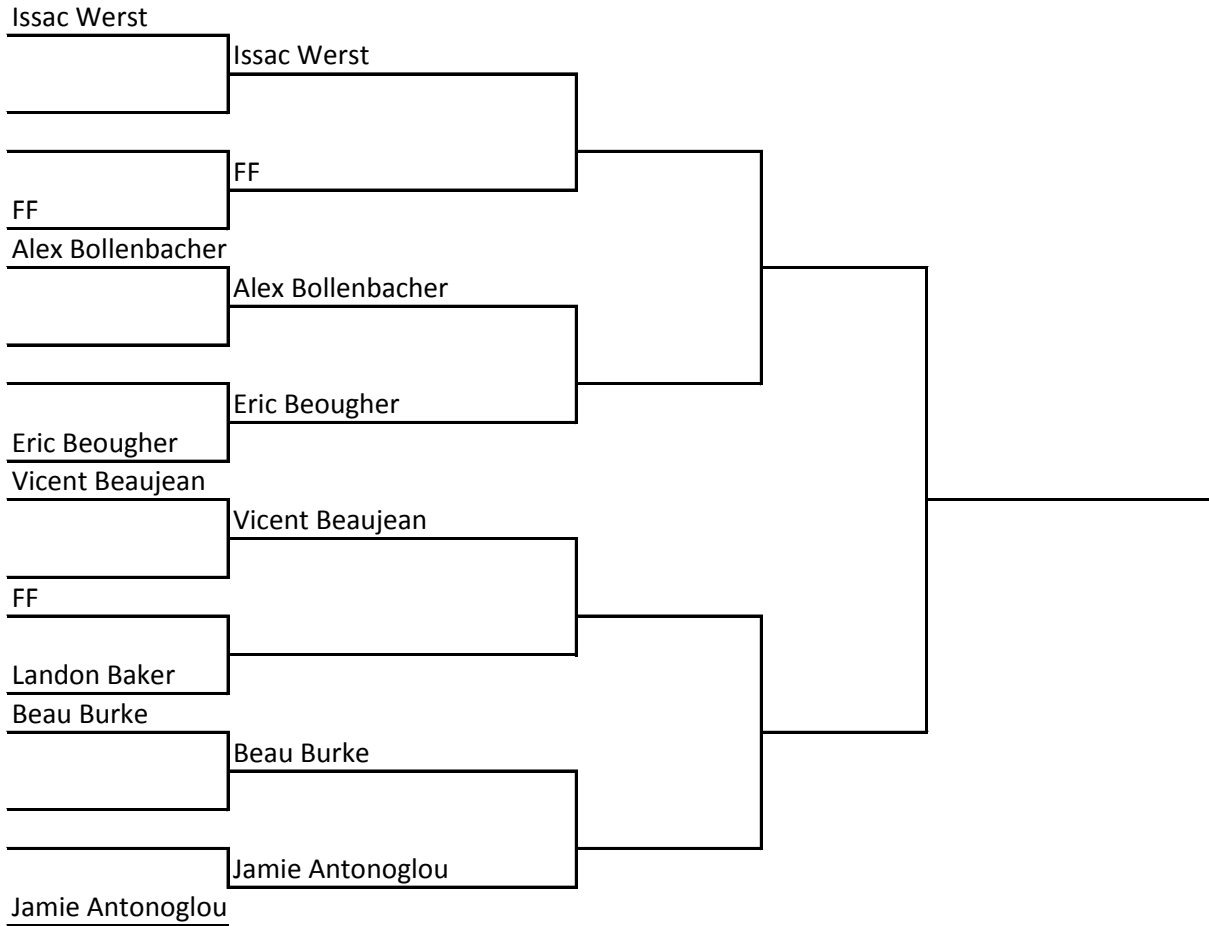 Issac Werst
Issac Werst
FF
FF
Alex Bollenbacher
Alex Bollenbacher
Eric Beougher
Eric Beougher
Vicent Beaujean
Vicent Beaujean
FF
Landon Baker
Beau Burke
Beau Burke
Jamie Antonoglou
Jamie Antonoglou